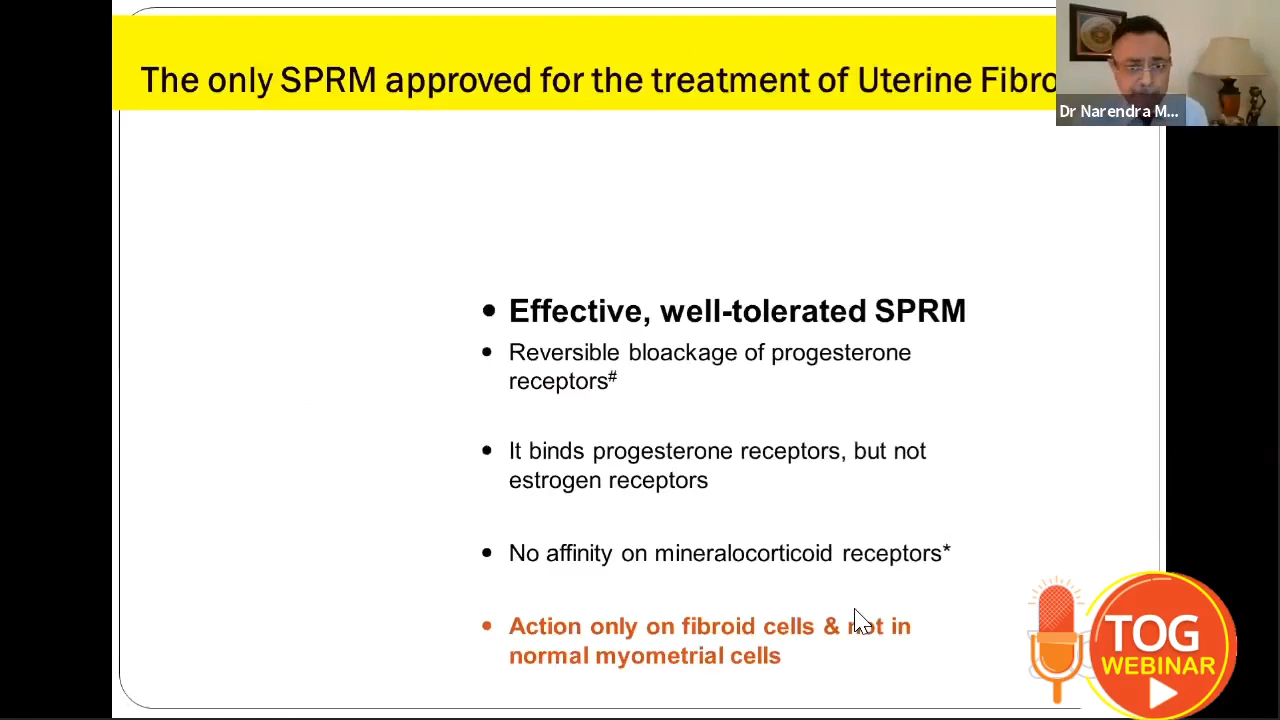 The only SPRM approved for the treatment of Uterine Fibro
Dr Narendra M...
• Effective, well-tolerated SPRM
• Reversible bloackage of progesterone
receptors#
• It binds progesterone receptors, but not
estrogen receptors
• No affinity on mineralocorticoid receptors*
• Action only on fibroid cells & not in
normal myometrial cells
TOG
WEBINAR